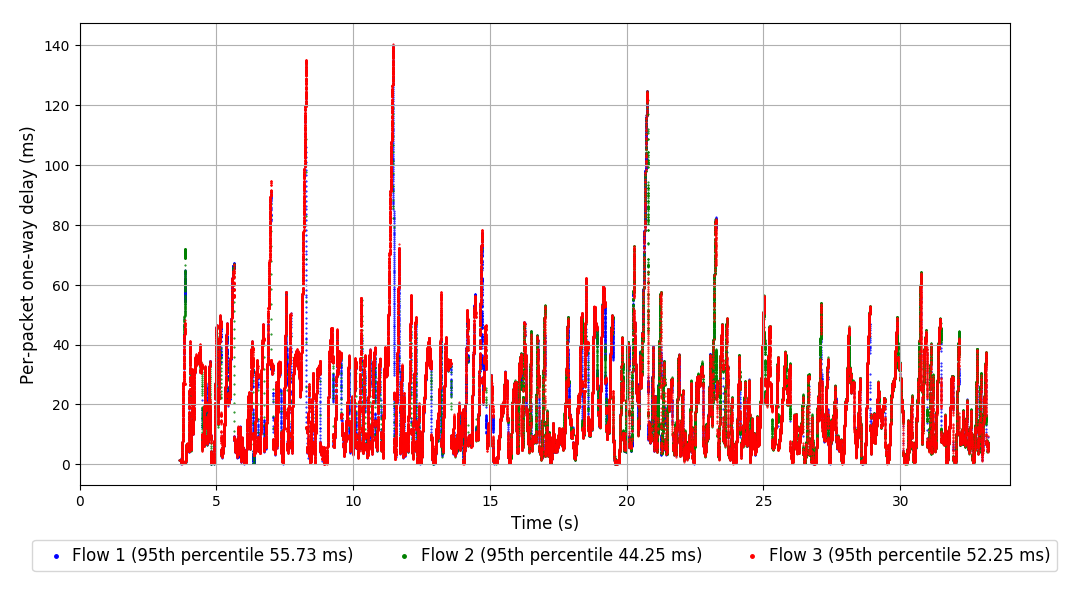 Per-packet one-way delay (ms)
140
120
100
80
60
40
20
0
0 5 10 15 20 25 30
Time (s)
Flow 1 (95th percentile 55.73 ms) Flow 2 (95th percentile 44.25 ms) Flow 3 (95th percentile 52.25 ms)